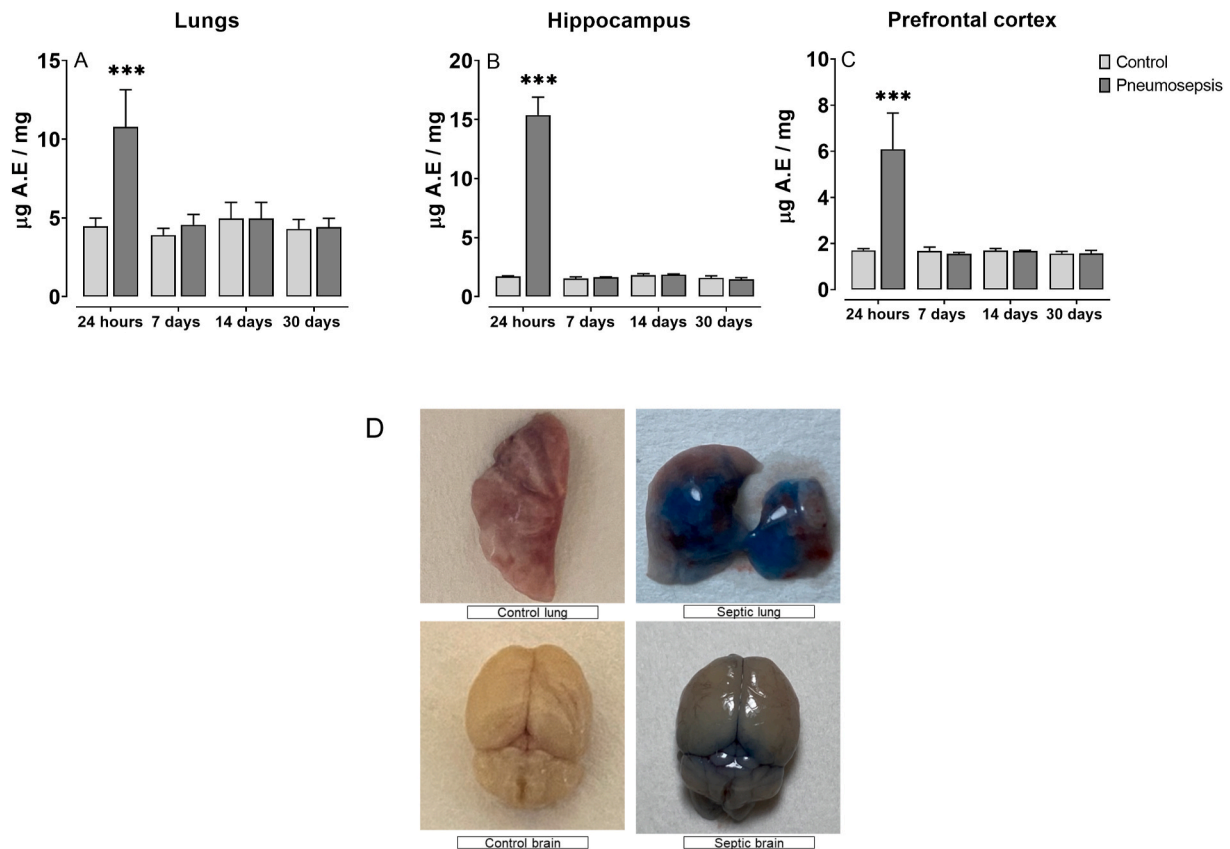 Lungs
Hippocampus
Prefrontal cortex
A
15
10
5
0
µg A.E / mg
***
24 hours 7 days 14 days 30 days
B
20
15
10
5
0
µg A.E / mg
***
24 hours 7 days 14 days 30 days
C
10
8
6
4
2
0
µg A.E / mg
***
24 hours 7 days 14 days 30 days
Control
Pneumosepsis
D
Control lung
Septic lung
Control brain
Septic brain